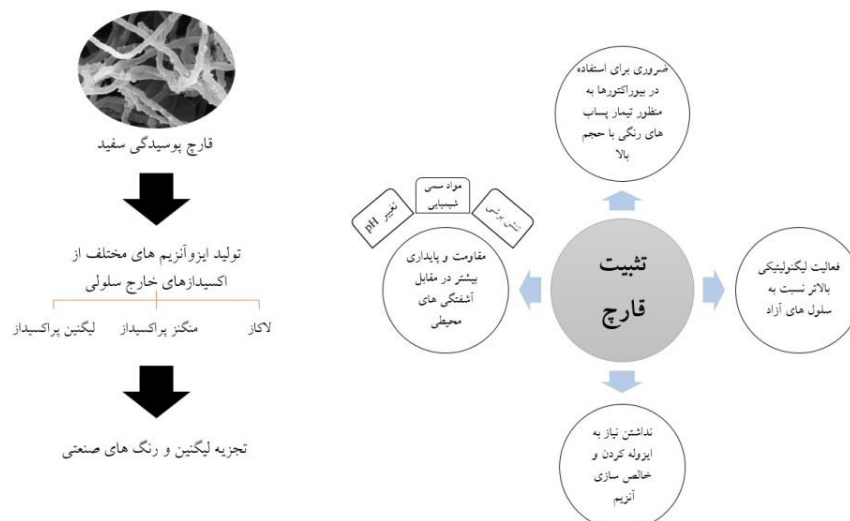 قارچ پوسیدگی سفید
تولید ایزوآنزیم های مختلف از
اکسیدازهای خارج سلولی
لاکاز
منگنز پراکسیداز
لیگنین پراکسیداز
تجزیه لیگنین و رنگ های صنعتی
ضروری برای استفاده
در بیوراکتورها به
منظور تیمار پساب
های رنگی با حجم
بالا
تثبیت
قارچ
فعالیت لیگنولیتیکی
بالاتر نسبت به
سلول های آزاد
نداشتن نیاز به
ایزوله کردن و
خالص سازی
آنزیم
مقاومت و پایداری
بیشتر در مقابل
آشفتگی های
محیطی
تنش برشی
مواد سمی
شیمیایی
تغییر pH